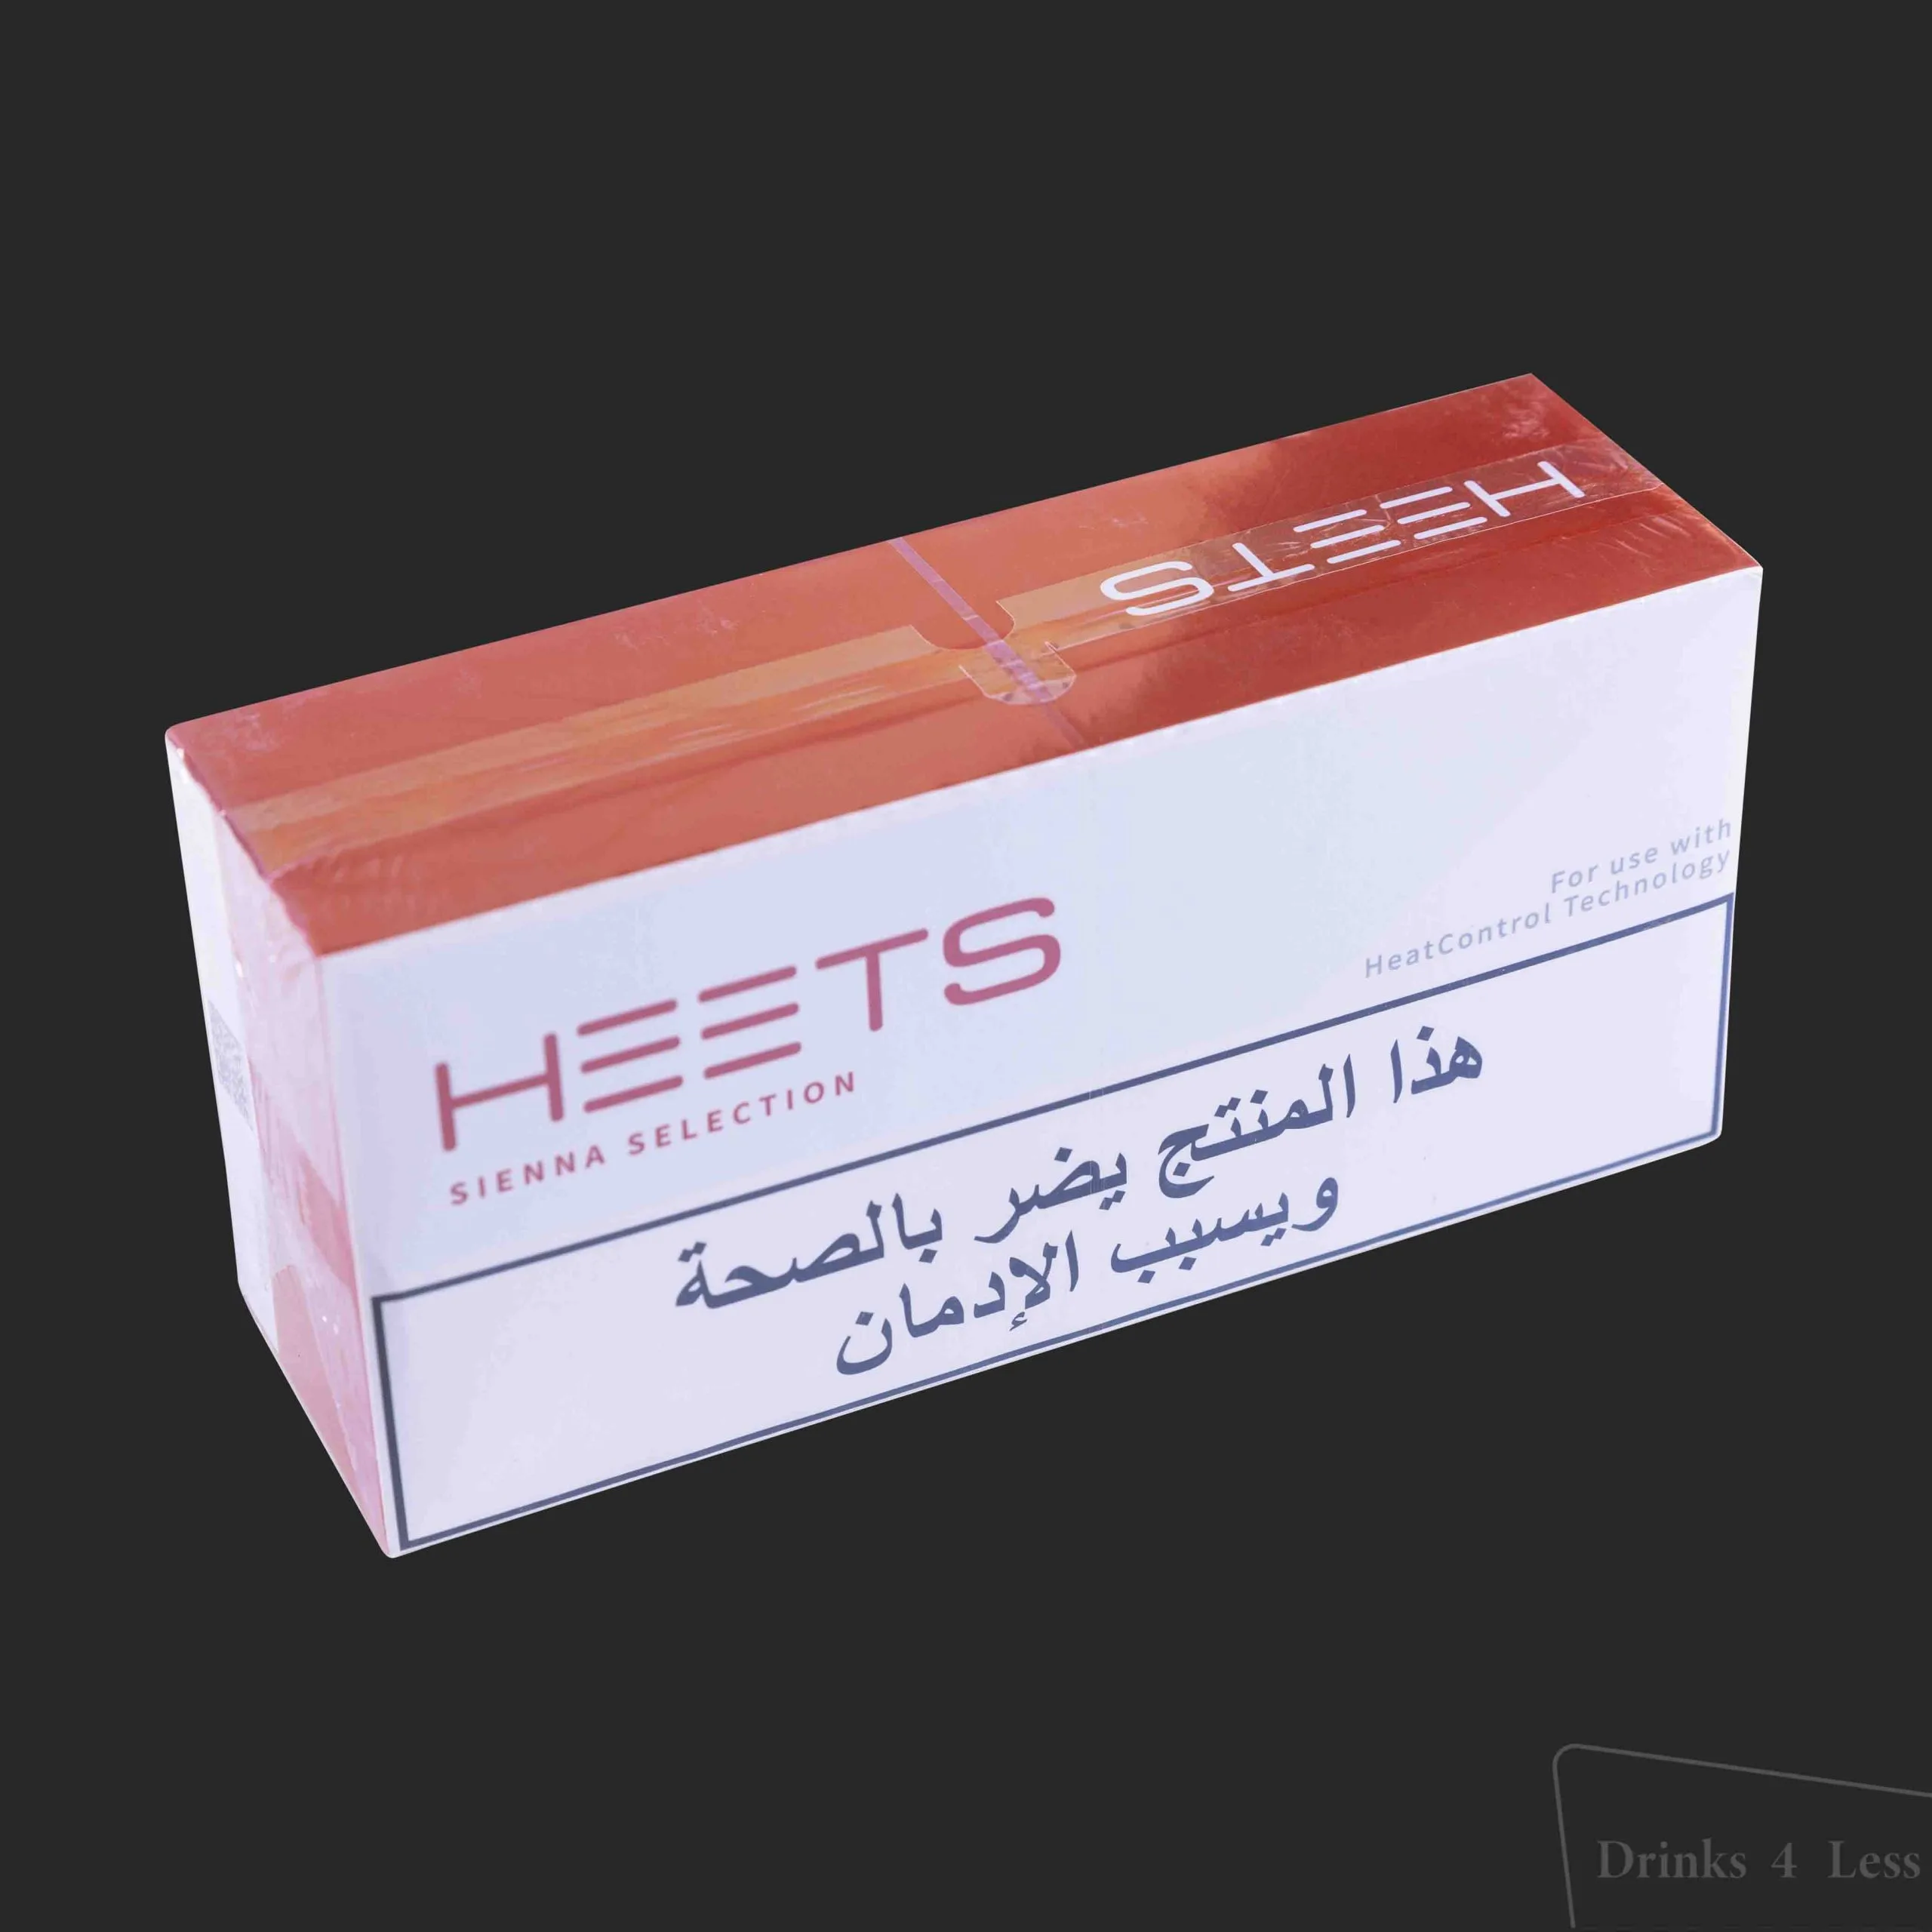 HEETS
For use with
HeatControl Technology
HEETS
SIENNA SELECTION
هذا المنتج يضر بالصحة
ويسبب الإدمان
Drinks 4 Less